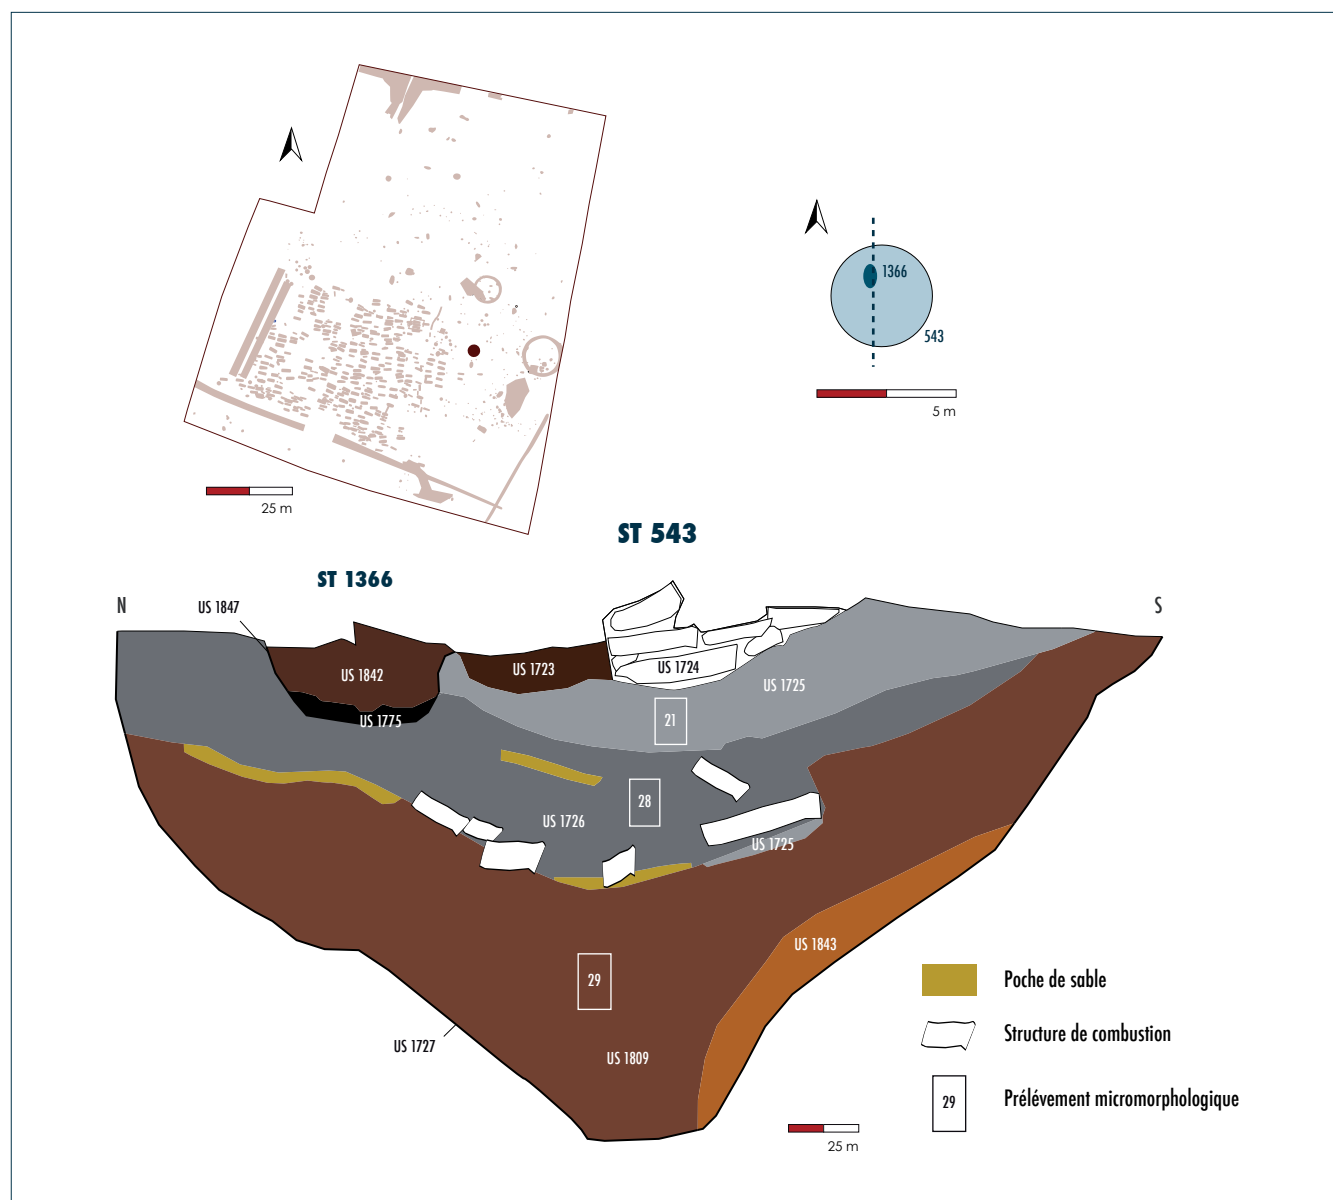 1366
543
5 m
25 m
ST 543
ST 1366
N
S
US 1847
US 1842
US 1723
US 1724
US 1725
US 1775
21
28
US 1726
US 1725
US 1843
29
US 1727
US 1809
Poche de sable
Structure de combustion
29
Prélévement micromorphologique
25 m